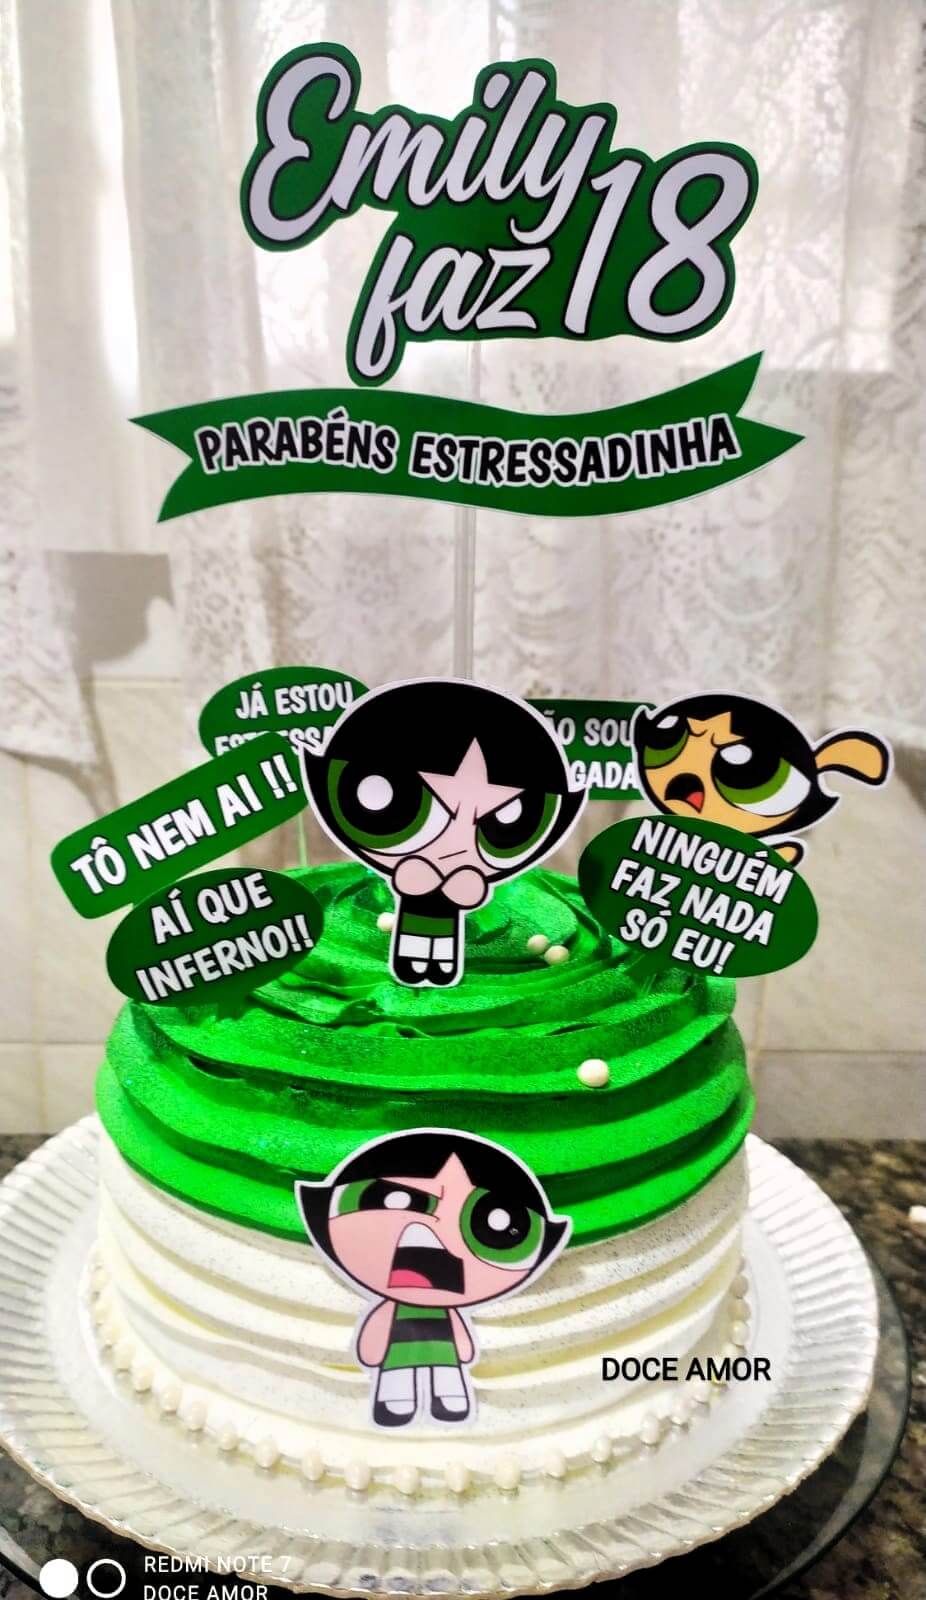 Emily
faz 18
PARABÉNS ESTRESSADINHA
JÁ ESTOU
TÔ NEM AI !!
AÍ QUE
INFERNO!!
SOU
NINGUÉM
FAZ NADA
SÓ EU!
DOCE AMOR
REDMI NOTE 7
DOCE AMOR